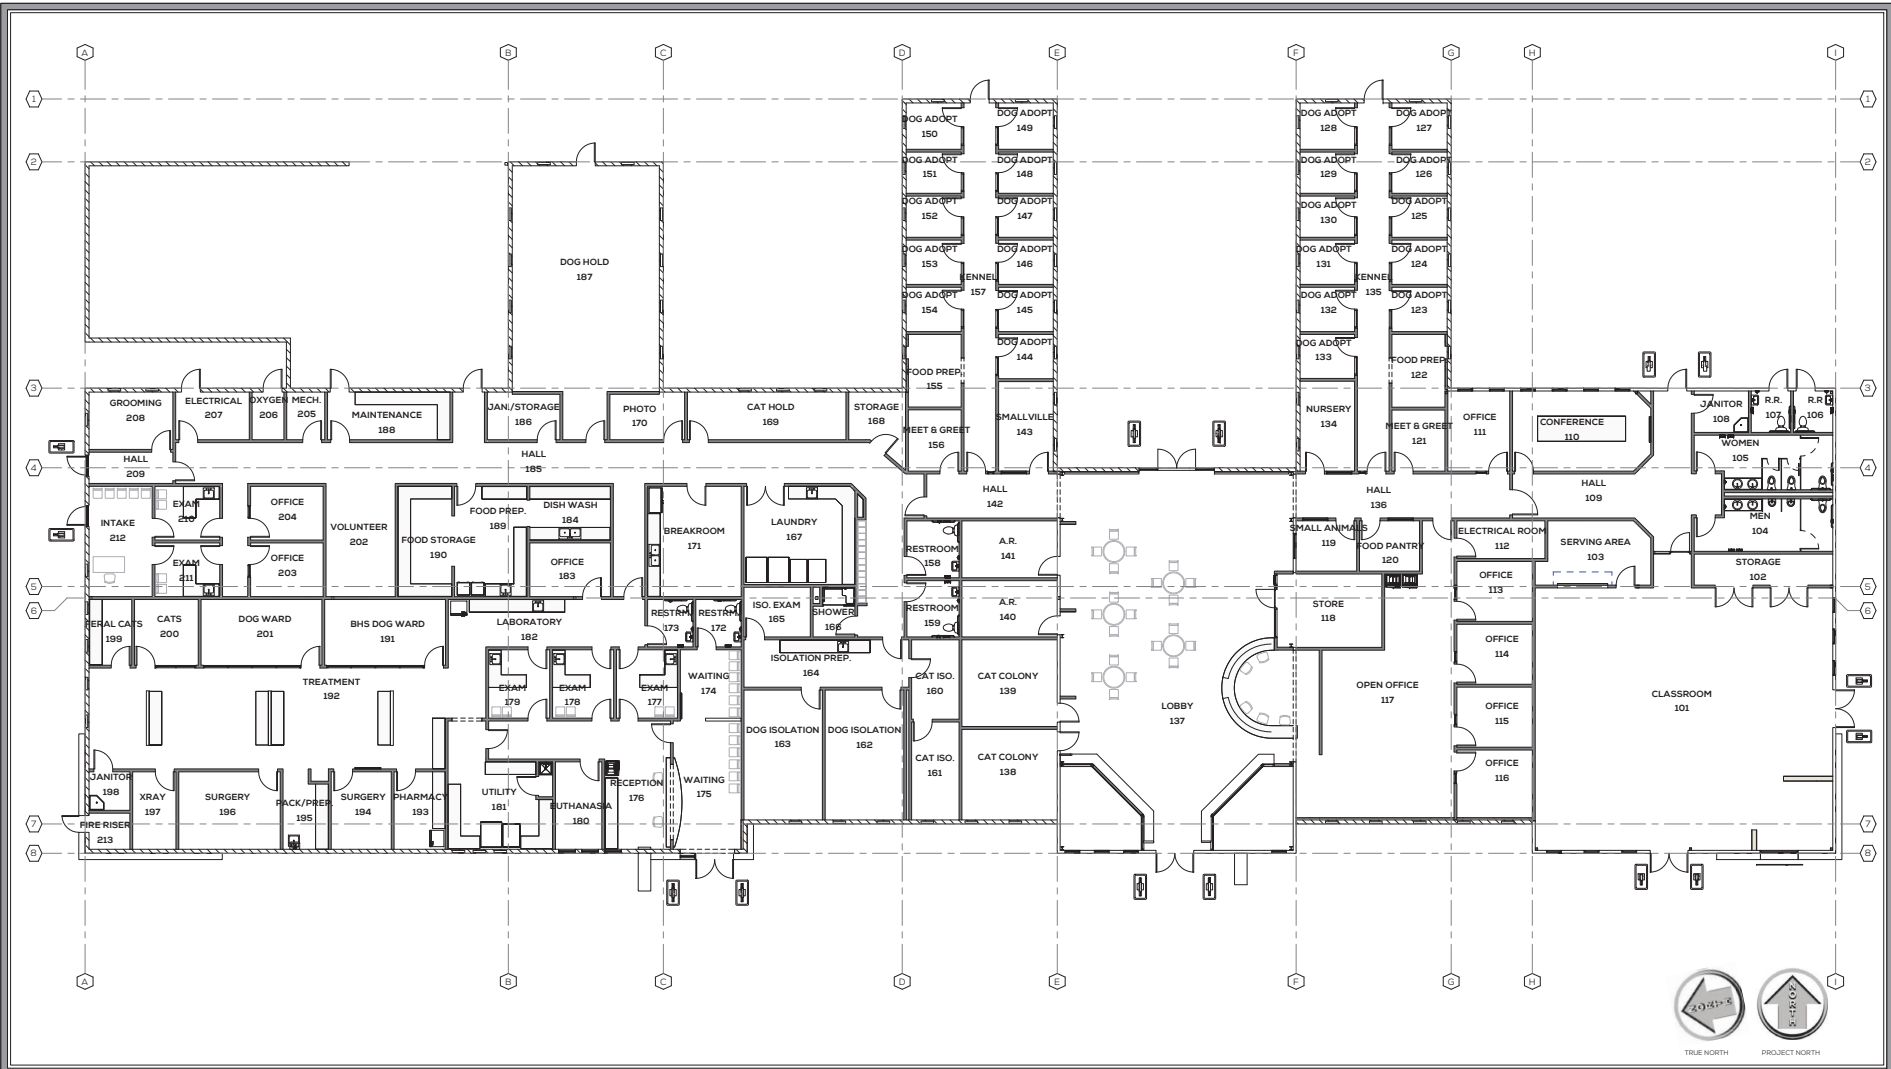 A B C D E F G H I
1 1
2 2
3 3
4 4
5 5
6 6
7 7
8 8
DOG ADOPT
150
DOG ADOPT
149
DOG ADOPT
128
DOG ADOPT
127
DOG ADOPT
151
DOG ADOPT
148
DOG ADOPT
129
DOG ADOPT
126
DOG ADOPT
152
DOG ADOPT
147
DOG ADOPT
130
DOG ADOPT
125
DOG ADOPT
153
DOG ADOPT
146
DOG ADOPT
131
DOG ADOPT
124
DOG HOLD
187
KENNEL
157
KENNEL
135
DOG ADOPT
154
DOG ADOPT
145
DOG ADOPT
132
DOG ADOPT
123
DOG ADOPT
144
DOG ADOPT
133
FOOD PREP
155
FOOD PREP
122
GROOMING
208
ELECTRICAL
207
OXYGEN
206
MECH.
205
MAINTENANCE
188
JAN./STORAGE
186
PHOTO
170
CAT HOLD
169
STORAGE
168
MEET & GREET
156
SMALLVILLE
143
NURSERY
134
MEET & GREET
121
OFFICE
111
CONFERENCE
110
JANITOR
108
R.R.
107
R.R
106
WOMEN
105
HALL
209
HALL
185
HALL
142
HALL
136
HALL
109
INTAKE
212
EXAM
210
OFFICE
204
VOLUNTEER
202
FOOD PREP.
189
DISH WASH
184
FOOD STORAGE
190
BREAKROOM
171
LAUNDRY
167
RESTROOM
158
A.R.
141
SMALL ANIMALS
119
FOOD PANTRY
120
ELECTRICAL ROOM
112
SERVING AREA
103
MEN
104
STORAGE
102
EXAM
211
OFFICE
203
OFFICE
183
OFFICE
113
FERAL CATS
199
CATS
200
DOG WARD
201
BHS DOG WARD
191
LABORATORY
182
RESTRM.
173
RESTRM.
172
ISO. EXAM
165
SHOWER
166
RESTROOM
159
A.R.
140
STORE
118
OFFICE
114
ISOLATION PREP.
164
TREATMENT
192
EXAM
179
EXAM
178
EXAM
177
WAITING
174
CAT ISO.
160
CAT COLONY
139
LOBBY
137
OPEN OFFICE
117
OFFICE
115
CLASSROOM
101
DOG ISOLATION
163
DOG ISOLATION
162
CAT ISO.
161
CAT COLONY
138
OFFICE
116
JANITOR
198
XRAY
197
SURGERY
196
PACK/PREP.
195
SURGERY
194
PHARMACY
193
UTILITY
181
EUTHANASIA
180
RECEPTION
176
WAITING
175
FIRE RISER
213
A B C D E F G H I
NORTH
NORTH
TRUE NORTH
PROJECT NORTH